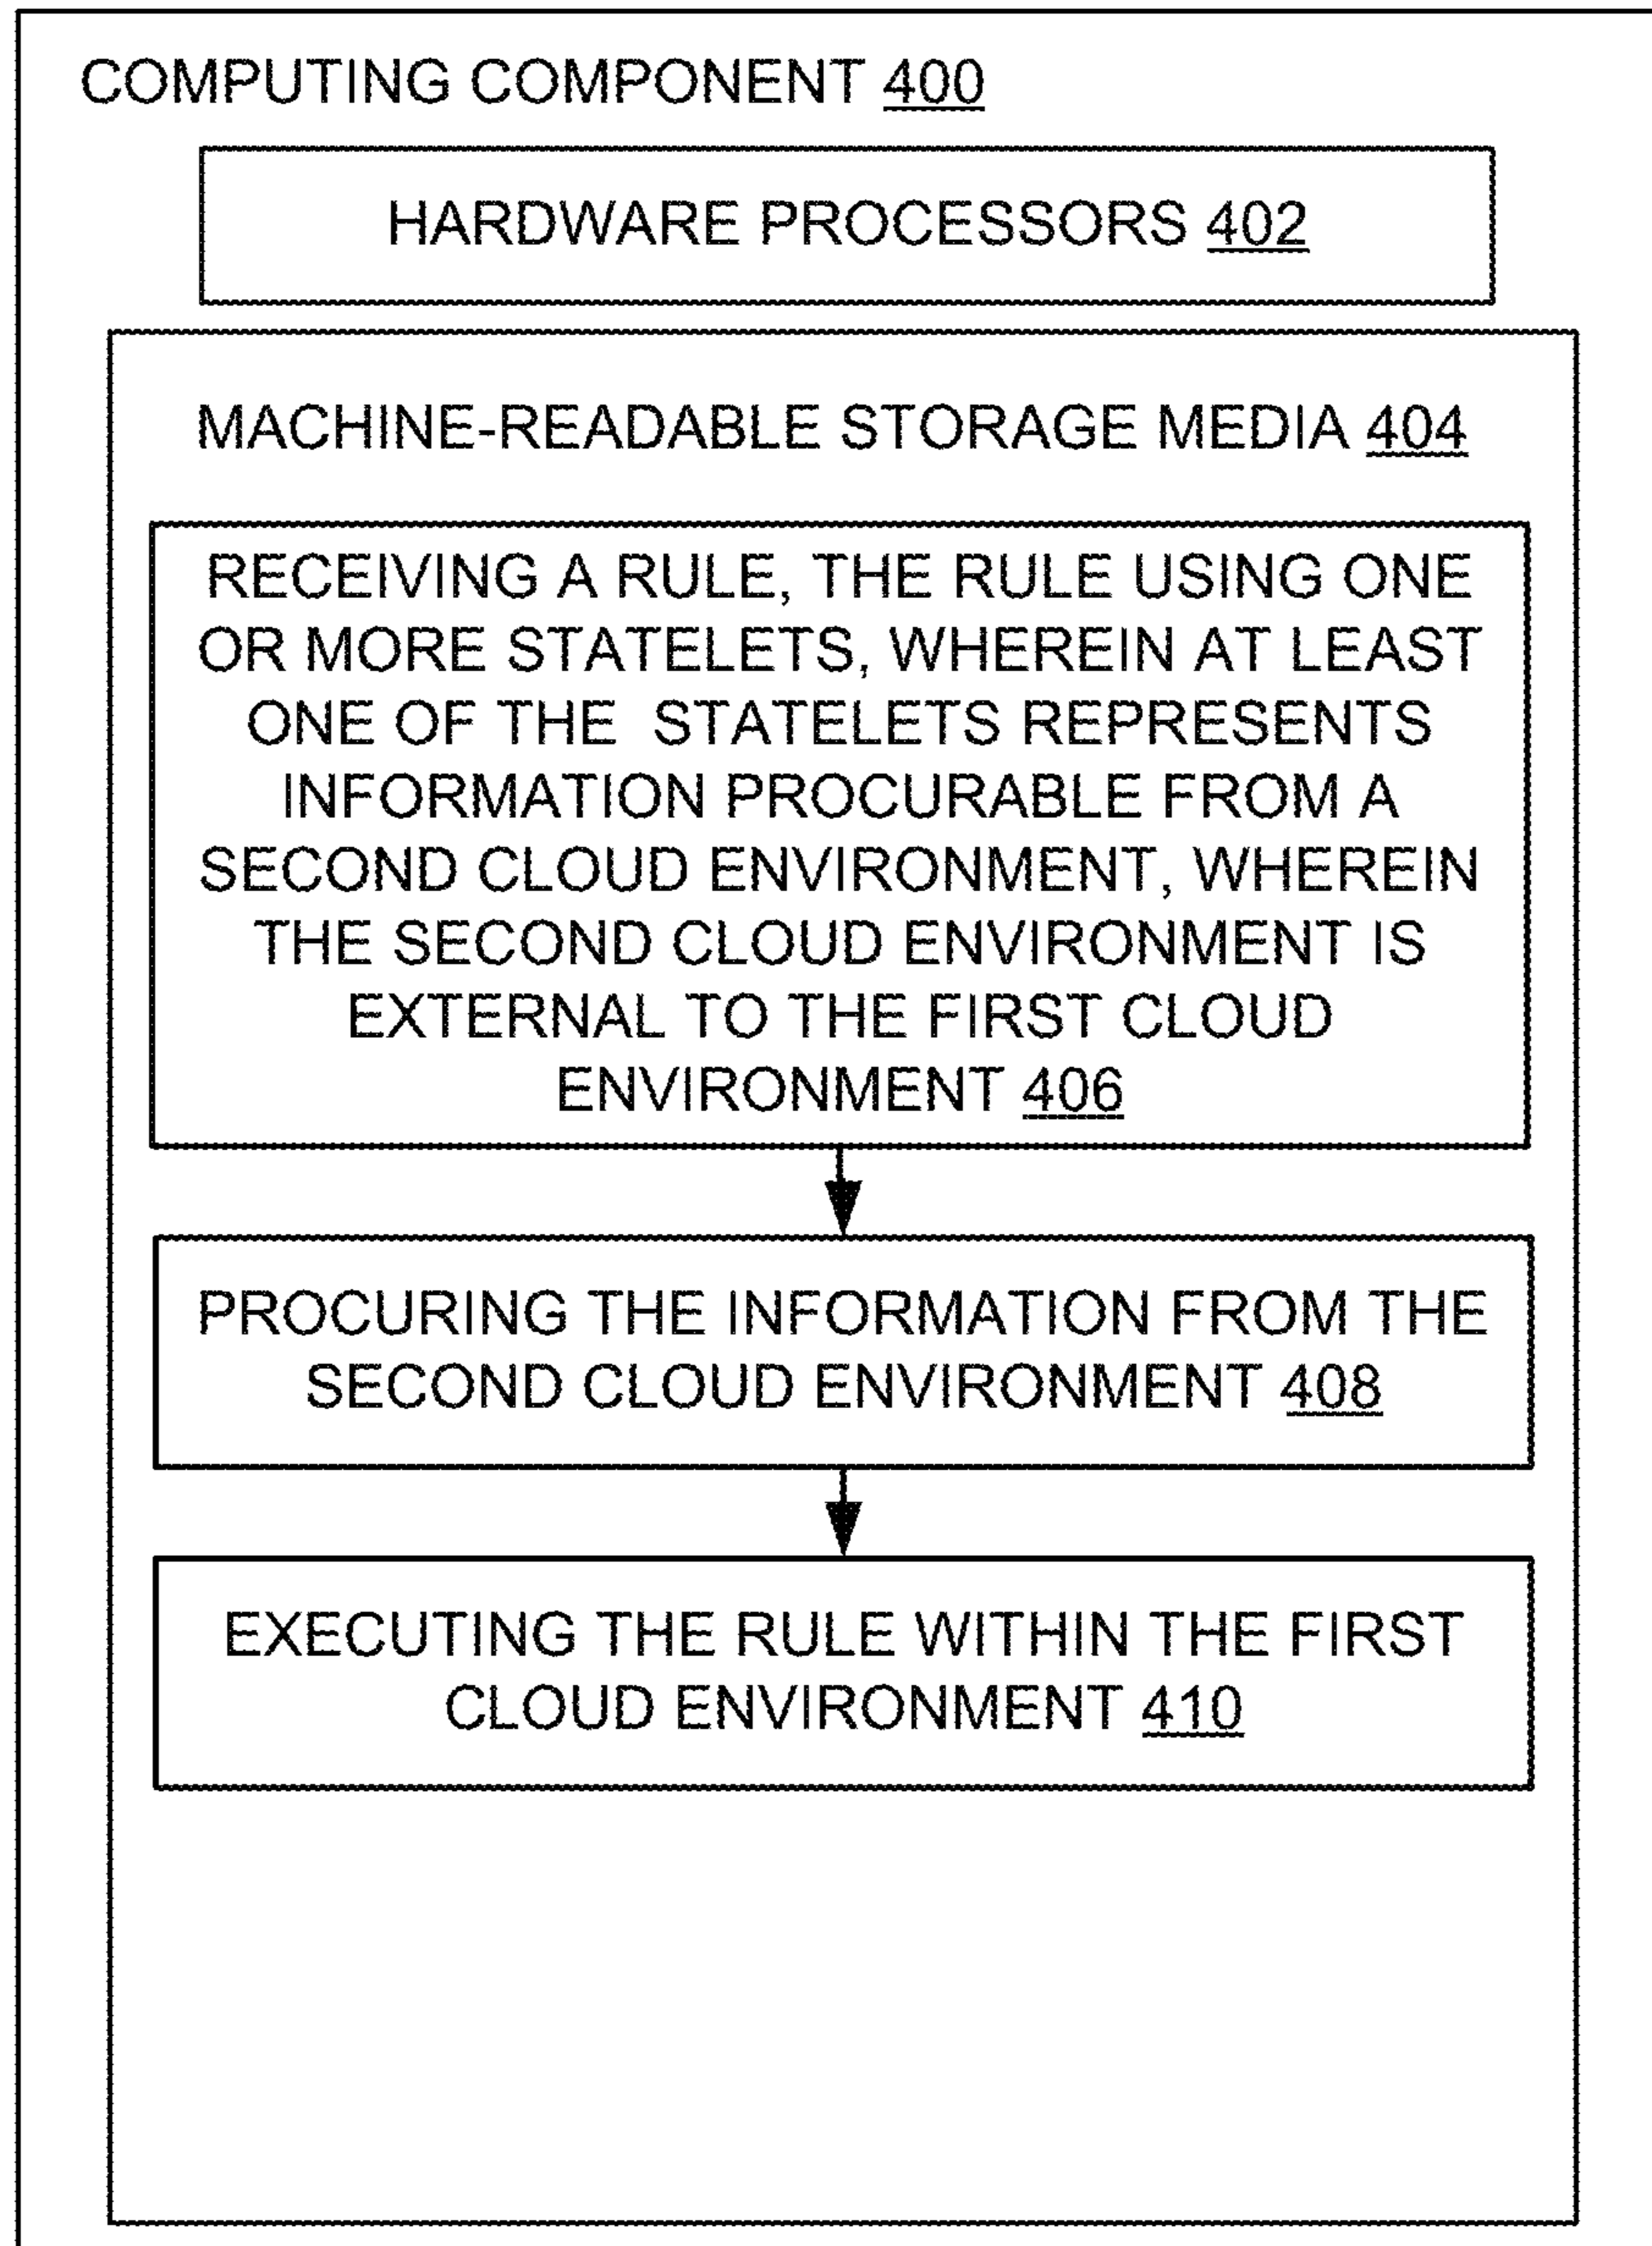 COMPUTING COMPONENT 400
HARDWARE PROCESSORS 402
MACHINE-READABLE STORAGE MEDIA 404
RECEIVING A RULE, THE RULE USING ONE
OR MORE STATELETS, WHEREIN AT LEAST
ONE OF THE STATELETS REPRESENTS
INFORMATION PROCURABLE FROM A
SECOND CLOUD ENVIRONMENT, WHEREIN
THE SECOND CLOUD ENVIRONMENT IS
EXTERNAL TO THE FIRST CLOUD
ENVIRONMENT 406
PROCURING THE INFORMATION FROM THE
SECOND CLOUD ENVIRONMENT 408
EXECUTING THE RULE WITHIN THE FIRST
CLOUD ENVIRONMENT 410